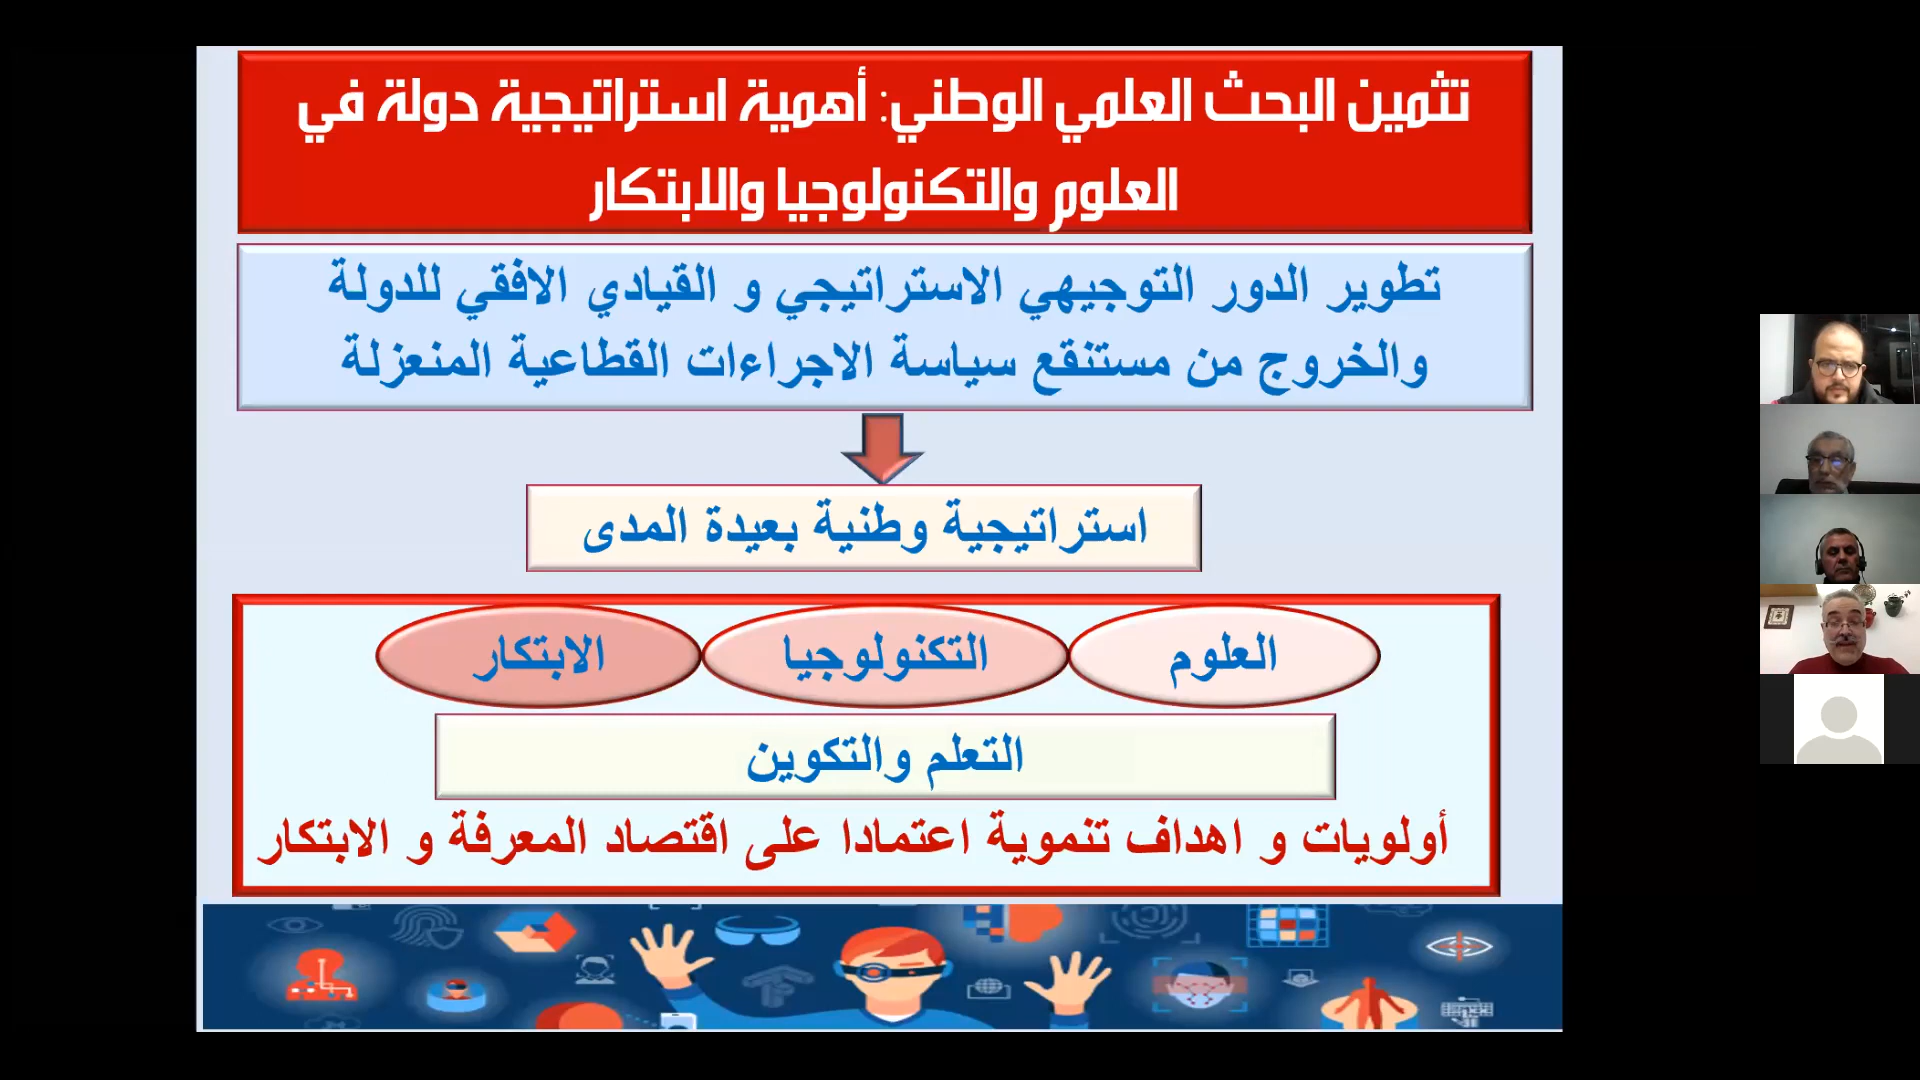 تثمين البحث العلمي الوطني: أهمية استراتيجية دولة في
العلوم والتكنولوجيا والابتكار
تطوير الدور التوجيهي الاستراتيجي و القيادي الافقي للدولة
والخروج من مستنقع سياسة الاجراءات القطاعية المنعزلة
استراتيجية وطنية بعيدة المدى
العلوم
التكنولوجيا
الابتكار
التعلم والتكوين
أولويات و اهداف تنموية اعتمادا على اقتصاد المعرفة و الابتكار